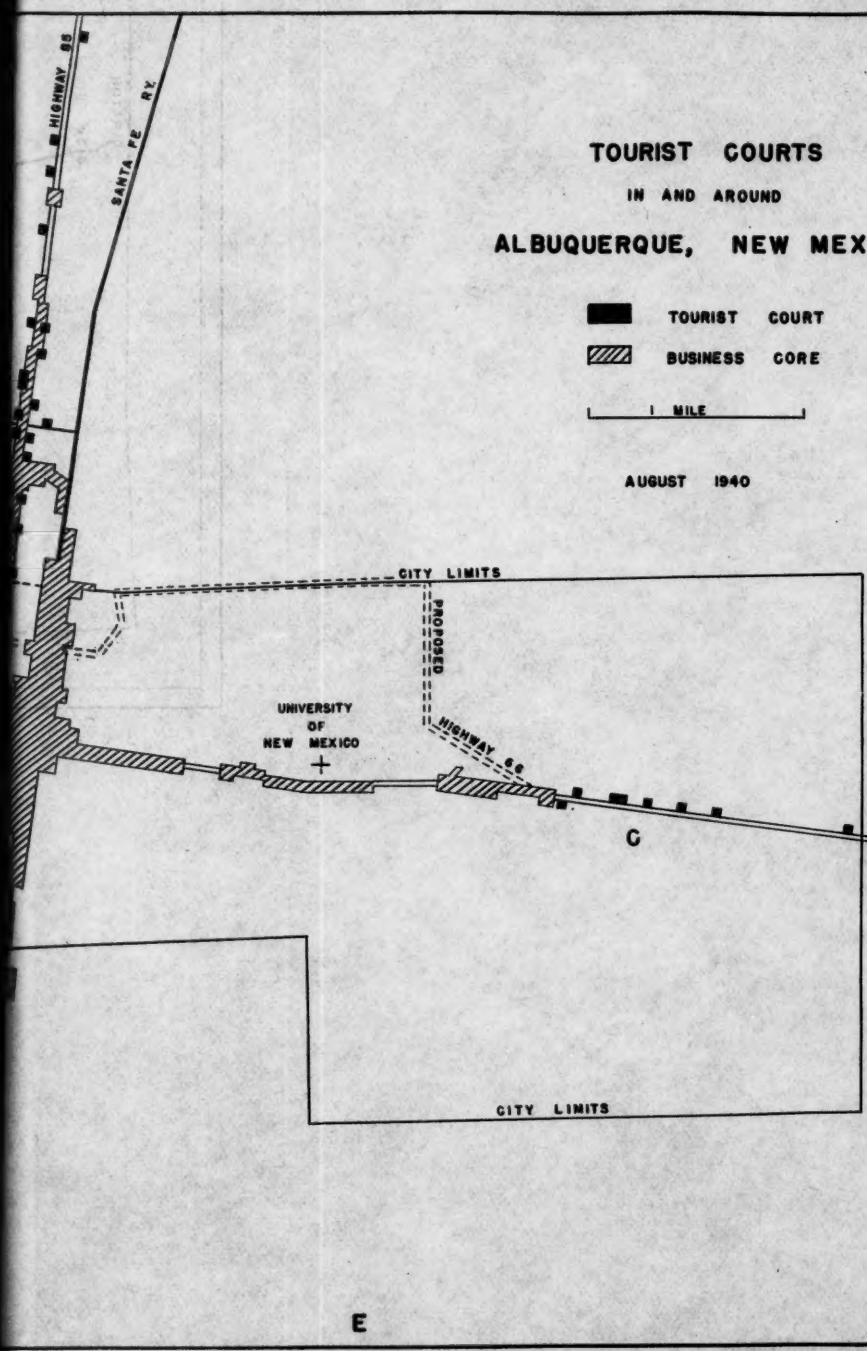 HIGHWAY 85
SANTA FE RY.
TOURIST COURTS
IN AND AROUND
ALBUQUERQUE, NEW MEX
TOURIST COURT
BUSINESS CORE
1 MILE
AUGUST 1940
CITY LIMITS
PROPOSED
HIGHWAY 66
UNIVERSITY
OF
NEW MEXICO
C
CITY LIMITS
E